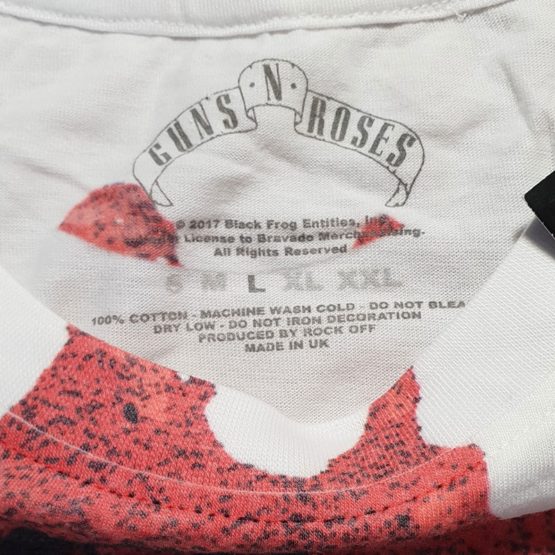 GUNS ·N· ROSES
© 2017 Black Frog Entities, Inc.
License to Bravado Merchandising.
All Rights Reserved
S M L XL XXL
100% COTTON - MACHINE WASH COLD - DO NOT BLEA
DRY LOW - DO NOT IRON DECORATION
PRODUCED BY ROCK OFF
MADE IN UK